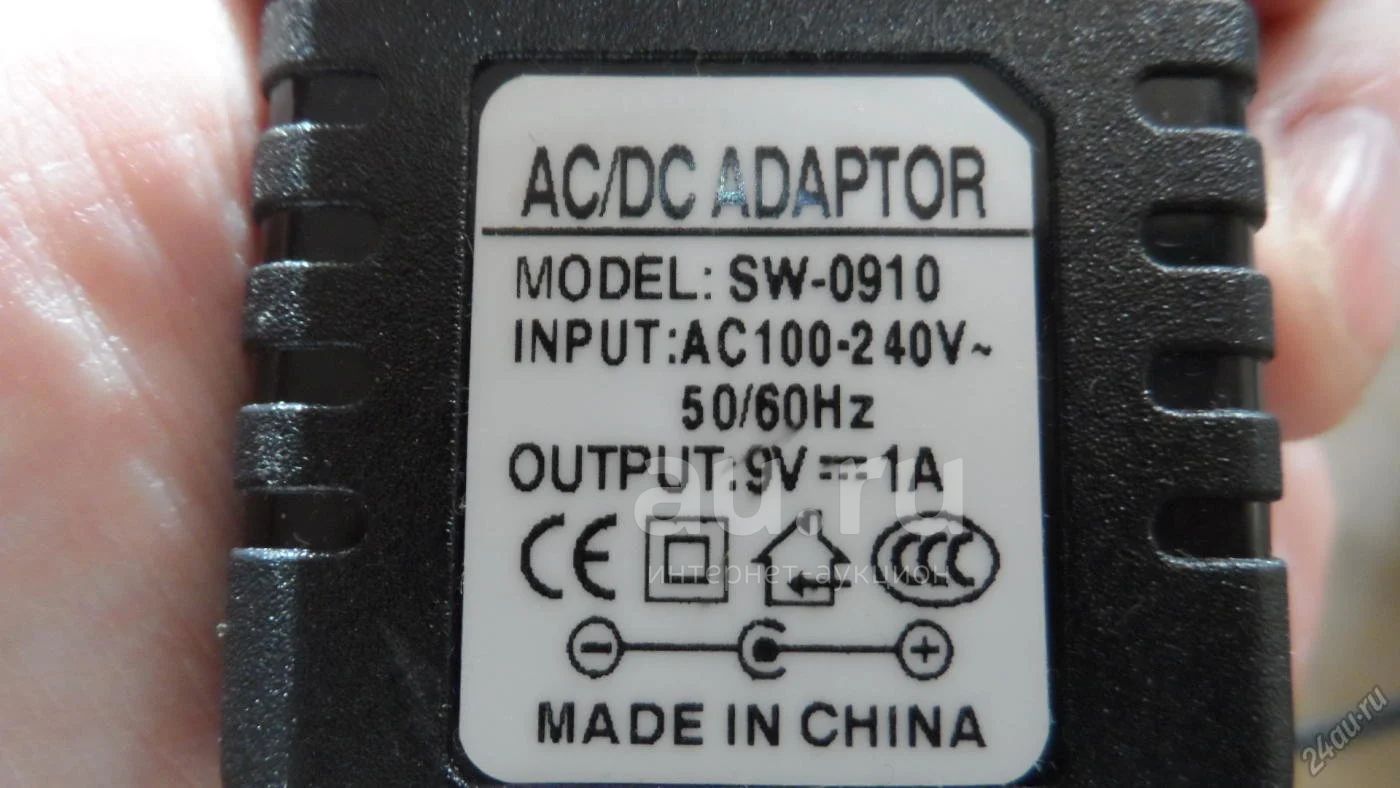 AC/DC ADAPTOR
MODEL: SW-0910
INPUT:AC100-240V~
50/60Hz
OUTPUT:9V⎓1A
au.ru
CE CCC
интернет-аукцион
− +
MADE IN CHINA
24au.ru